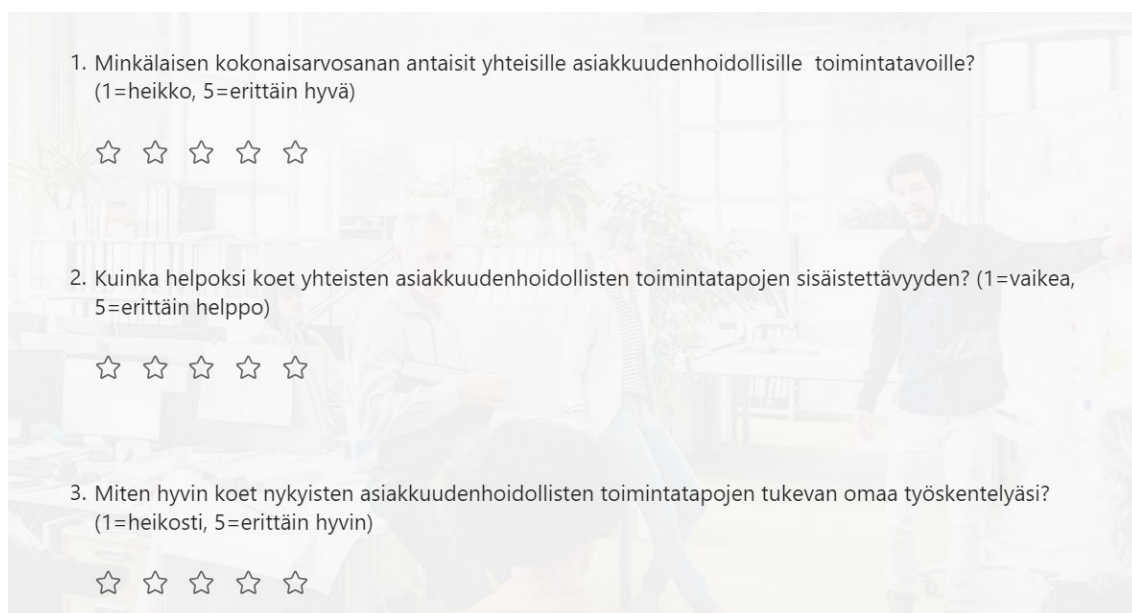 1. Minkälaisen kokonaisarvosanan antaisit yhteisille asiakkuudenhoidollisille  toimintatavoille?
(1=heikko, 5=erittäin hyvä)
2. Kuinka helpoksi koet yhteisten asiakkuudenhoidollisten toimintatapojen sisäistettävyyden? (1=vaikea,
5=erittäin helppo)
3. Miten hyvin koet nykyisten asiakkuudenhoidollisten toimintatapojen tukevan omaa työskentelyäsi?
(1=heikosti, 5=erittäin hyvin)